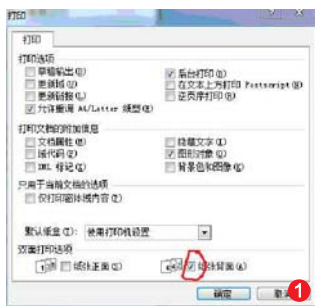 打印
打印
打印选项
草稿输出(D) 后台打印(B)
更新域(U) 在文本上方打印 Postscript(N)
更新链接(L) 逆页序打印(R)
允许重调 A4/Letter 纸型(E)
打印文档的附加信息
文档属性(P) 隐藏文字(I)
域代码(F) 图形对象(G)
XML 标记(X) 背景色和图像(K)
只用于当前文档的选项
仅打印窗体域内容(T)
默认纸盒(T): 使用打印机设置
双面打印选项
纸张正面(S) 纸张背面(A)
确定 取
1